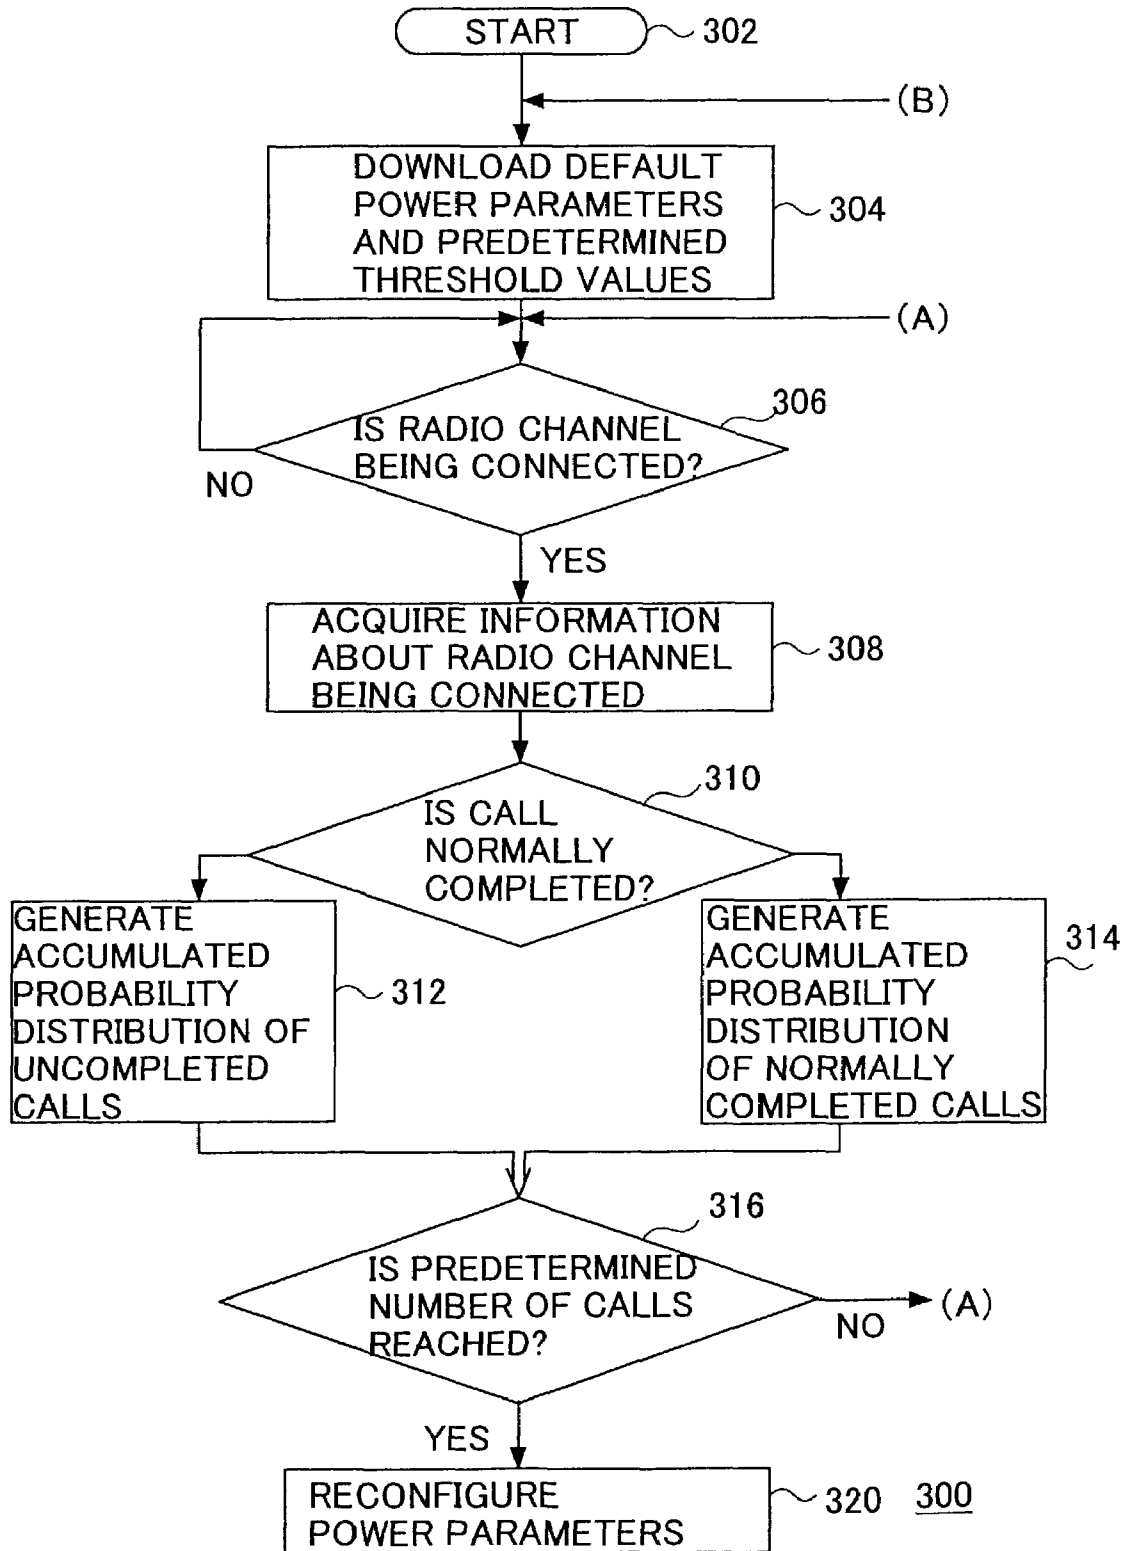 START
302
(B)
DOWNLOAD DEFAULT
POWER PARAMETERS
AND PREDETERMINED
THRESHOLD VALUES
304
(A)
306
IS RADIO CHANNEL
BEING CONNECTED?
NO
YES
ACQUIRE INFORMATION
ABOUT RADIO CHANNEL
BEING CONNECTED
308
310
IS CALL
NORMALLY
COMPLETED?
GENERATE
ACCUMULATED
PROBABILITY
DISTRIBUTION OF
UNCOMPLETED
CALLS
312
GENERATE
ACCUMULATED
PROBABILITY
DISTRIBUTION
OF NORMALLY
COMPLETED CALLS
314
316
IS PREDETERMINED
NUMBER OF CALLS
REACHED?
NO
(A)
YES
RECONFIGURE
POWER PARAMETERS
320
300